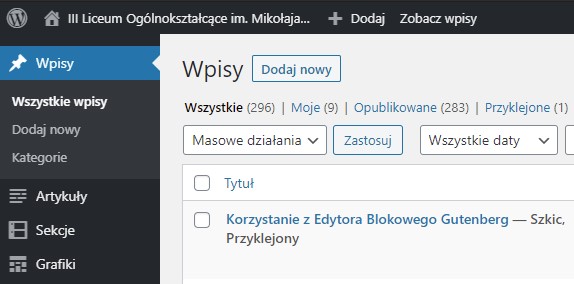 III Liceum Ogólnokształcące im. Mikołaja... Dodaj Zobacz wpisy
Wpisy
Wszystkie wpisy
Dodaj nowy
Kategorie
Artykuły
Sekcje
Grafiki
Wpisy Dodaj nowy
Wszystkie (296) | Moje (9) | Opublikowane (283) | Przyklejone (1)
Masowe działania Zastosuj Wszystkie daty
Tytuł
Korzystanie z Edytora Blokowego Gutenberg — Szkic,
Przyklejony